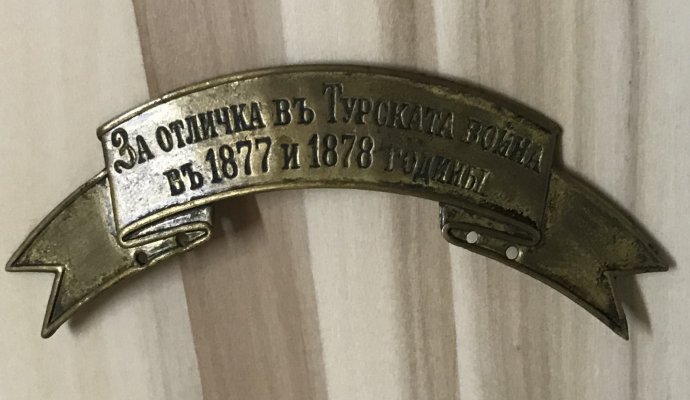 За отличка въ Турската война
въ 1877 и 1878 годины